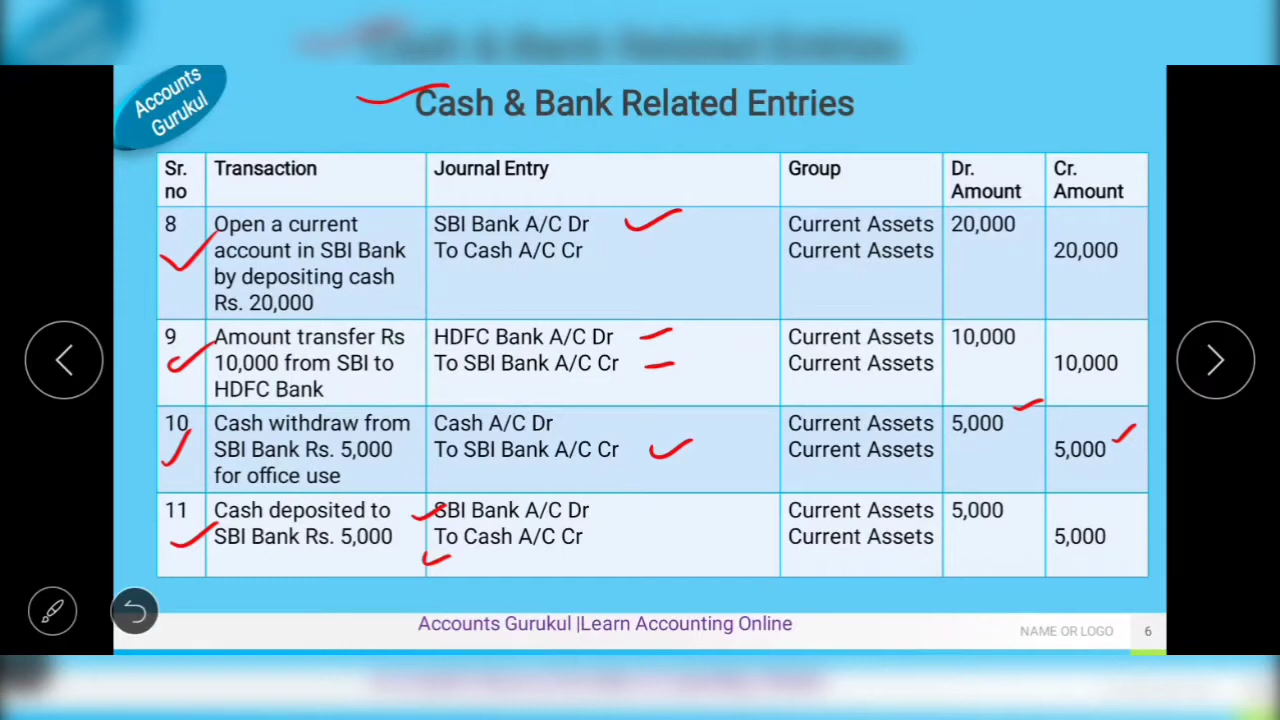 Accounts
Gurukul
Cash & Bank Related Entries
Sr. no
Transaction
Journal Entry
Group
Dr. Amount
Cr. Amount
8
Open a current
account in SBI Bank
by depositing cash
Rs. 20,000
SBI Bank A/C Dr
To Cash A/C Cr
Current Assets
Current Assets
20,000
20,000
9
Amount transfer Rs
10,000 from SBI to
HDFC Bank
HDFC Bank A/C Dr
To SBI Bank A/C Cr
Current Assets
Current Assets
10,000
10,000
10
Cash withdraw from
SBI Bank Rs. 5,000
for office use
Cash A/C Dr
To SBI Bank A/C Cr
Current Assets
Current Assets
5,000
5,000
11
Cash deposited to
SBI Bank Rs. 5,000
SBI Bank A/C Dr
To Cash A/C Cr
Current Assets
Current Assets
5,000
5,000
Accounts Gurukul |Learn Accounting Online
NAME OR LOGO
6